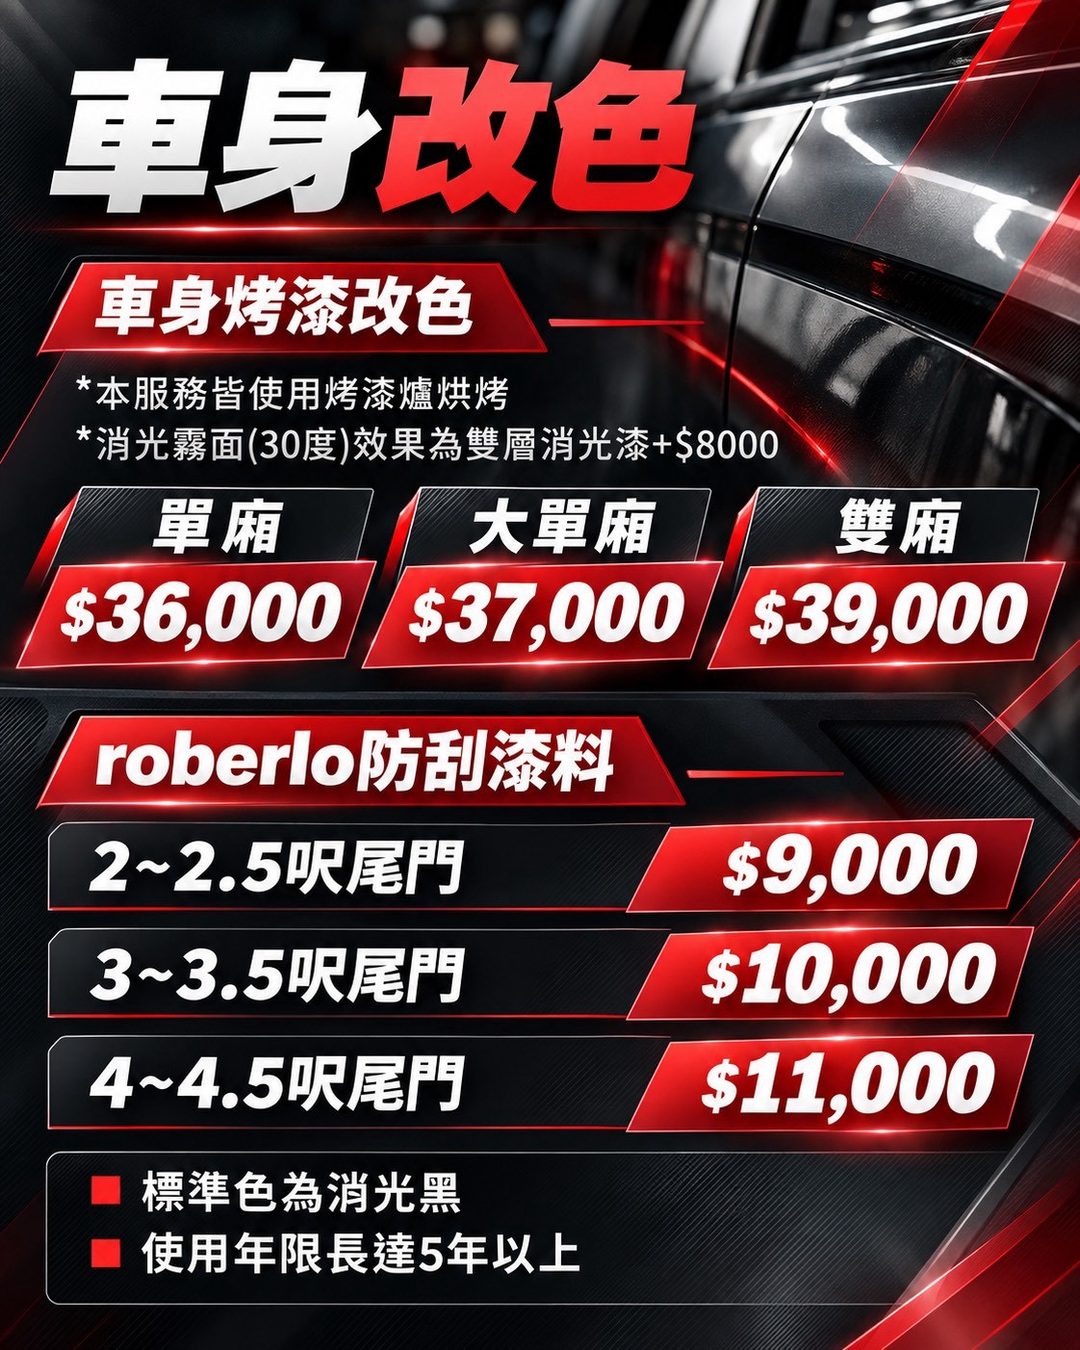 車身改色
車身烤漆改色
*本服務皆使用烤漆爐烘烤
*消光霧面(30度)效果為雙層消光漆+$8000
單廂
大單廂
雙廂
$36,000
$37,000
$39,000
roberlo防刮漆料
2~2.5呎尾門
$9,000
3~3.5呎尾門
$10,000
4~4.5呎尾門
$11,000
標準色為消光黑
使用年限長達5年以上